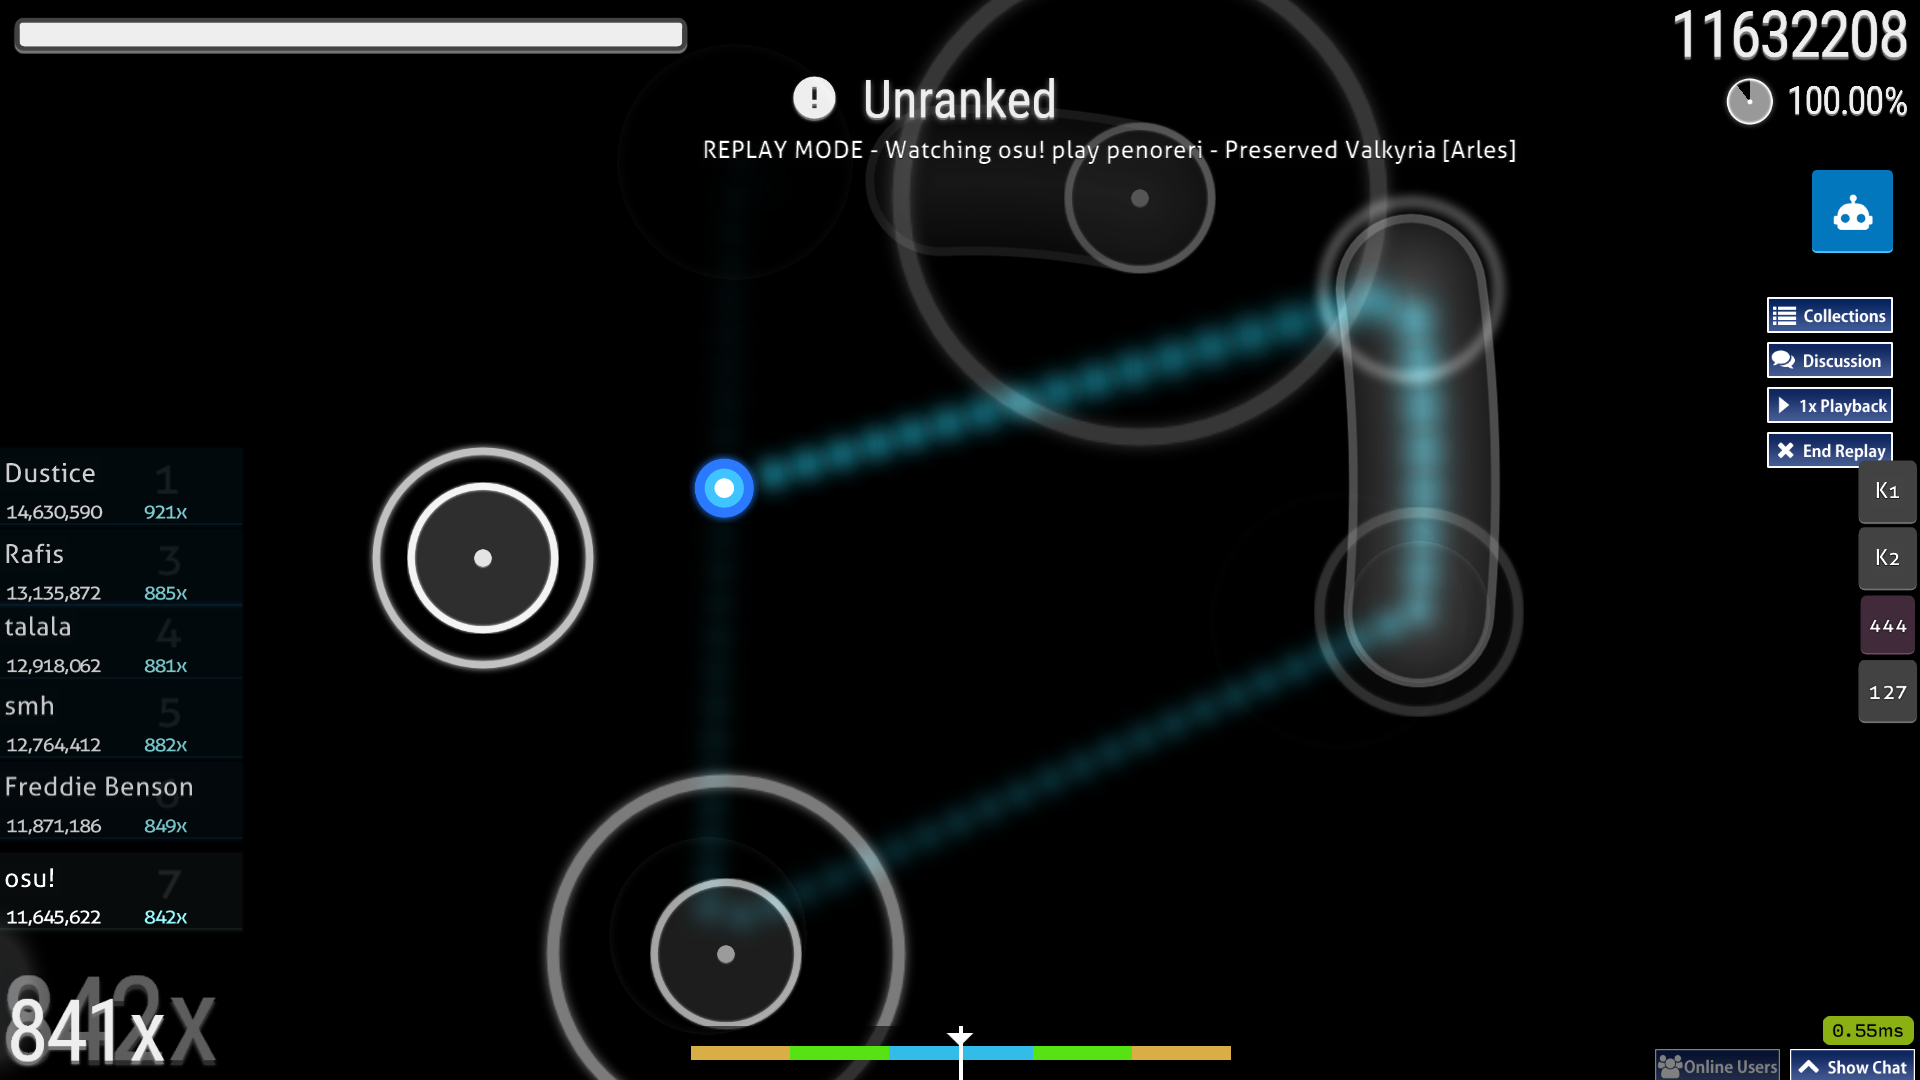 11632208
! Unranked
100.00%
REPLAY MODE - Watching osu! play penoreri - Preserved Valkyria [Arles]
Collections
Discussion
1x Playback
End Replay
Dustice 1
14,630,590 921x
Rafis 3
13,135,872 885x
talala 4
12,918,062 881x
smh 5
12,764,412 882x
Freddie Benson 6
11,871,186 849x
osu! 7
11,645,622 842x
K1
K2
444
127
842x
841x
0.55ms
Online Users
Show Chat